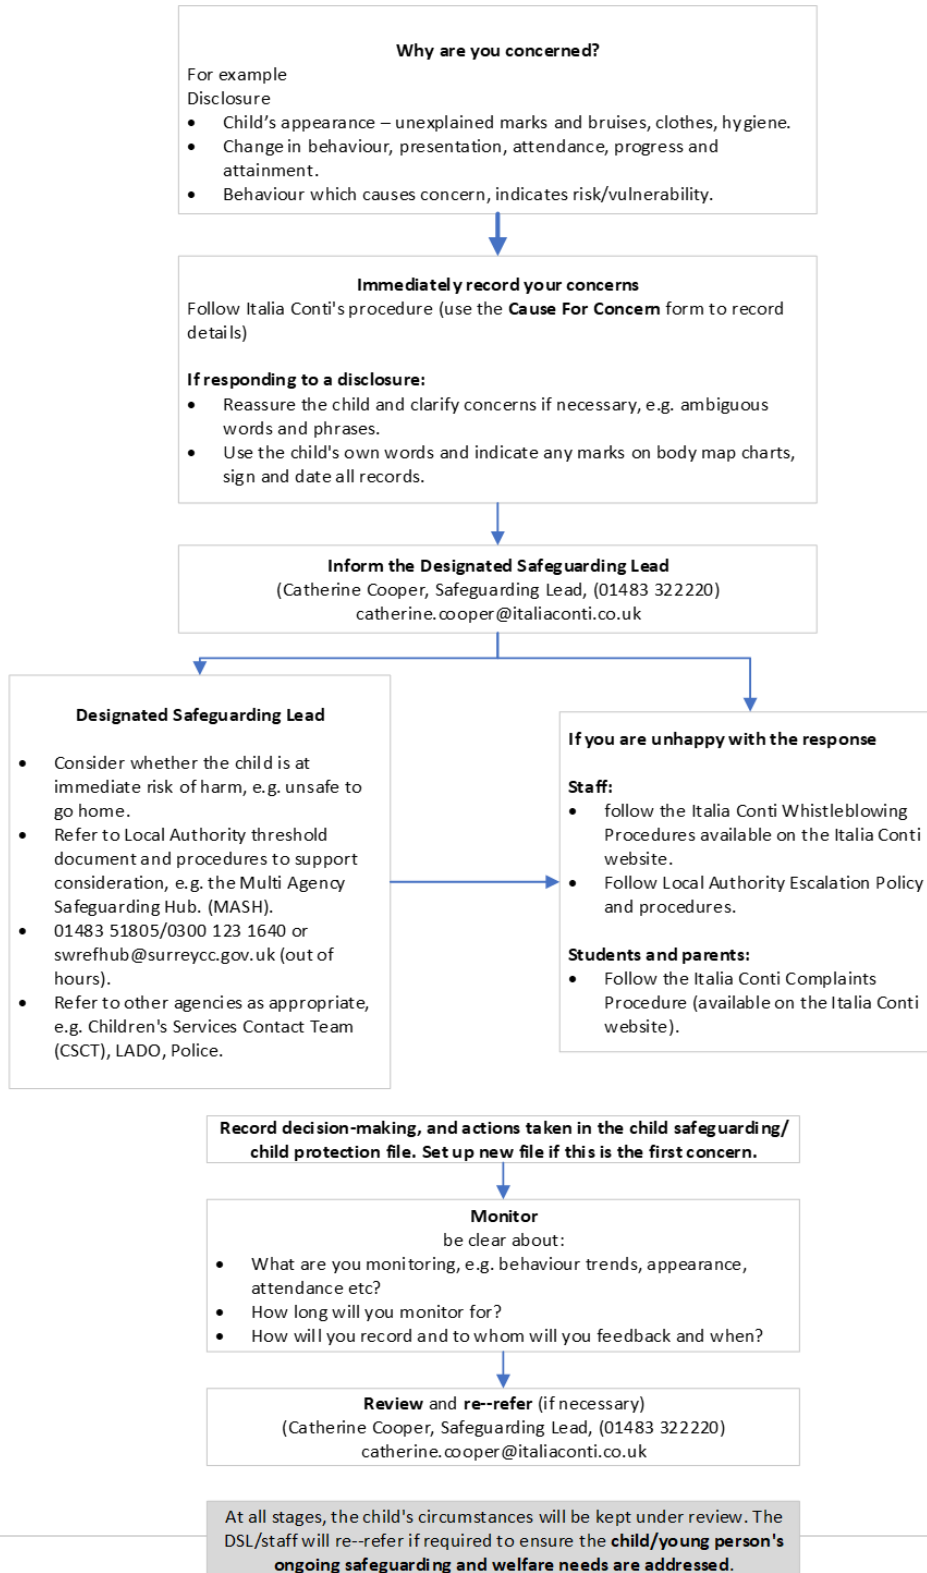 Why are you concerned?
For example
Disclosure
• Child's appearance – unexplained marks and bruises, clothes, hygiene.
• Change in behaviour, presentation, attendance, progress and
attainment.
• Behaviour which causes concern, indicates risk/vulnerability.
Immediately record your concerns
Follow Italia Conti's procedure (use the Cause For Concern form to record
details)
If responding to a disclosure:
• Reassure the child and clarify concerns if necessary, e.g. ambiguous
words and phrases.
• Use the child's own words and indicate any marks on body map charts,
sign and date all records.
Inform the Designated Safeguarding Lead
(Catherine Cooper, Safeguarding Lead, (01483 322220)
catherine.cooper@italiaconti.co.uk
Designated Safeguarding Lead
• Consider whether the child is at
immediate risk of harm, e.g. unsafe to
go home.
• Refer to Local Authority threshold
document and procedures to support
consideration, e.g. the Multi Agency
Safeguarding Hub. (MASH).
• 01483 51805/0300 123 1640 or
swrefhub@surreycc.gov.uk (out of
hours).
• Refer to other agencies as appropriate,
e.g. Children's Services Contact Team
(CSCT), LADO, Police.
If you are unhappy with the response
Staff:
• follow the Italia Conti Whistleblowing
Procedures available on the Italia Conti
website.
• Follow Local Authority Escalation Policy
and procedures.
Students and parents:
• Follow the Italia Conti Complaints
Procedure (available on the Italia Conti
website).
Record decision-making, and actions taken in the child safeguarding/
child protection file. Set up new file if this is the first concern.
Monitor
be clear about:
• What are you monitoring, e.g. behaviour trends, appearance,
attendance etc?
• How long will you monitor for?
• How will you record and to whom will you feedback and when?
Review and re--refer (if necessary)
(Catherine Cooper, Safeguarding Lead, (01483 322220)
catherine.cooper@italiaconti.co.uk
At all stages, the child's circumstances will be kept under review. The
DSL/staff will re--refer if required to ensure the child/young person's
ongoing safeguarding and welfare needs are addressed.